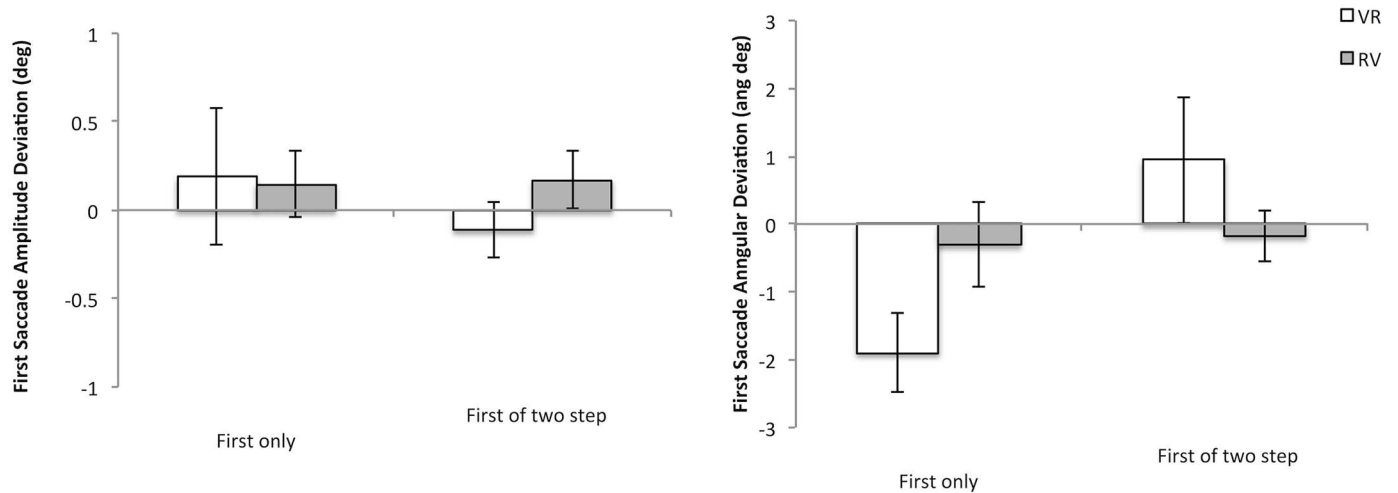 First Saccade Amplitude Deviation (deg)
1
0.5
0
-0.5
-1
First only
First of two step
First Saccade Anngular Deviation (ang deg)
3
2
1
0
-1
-2
-3
First only
First of two step
VR
RV